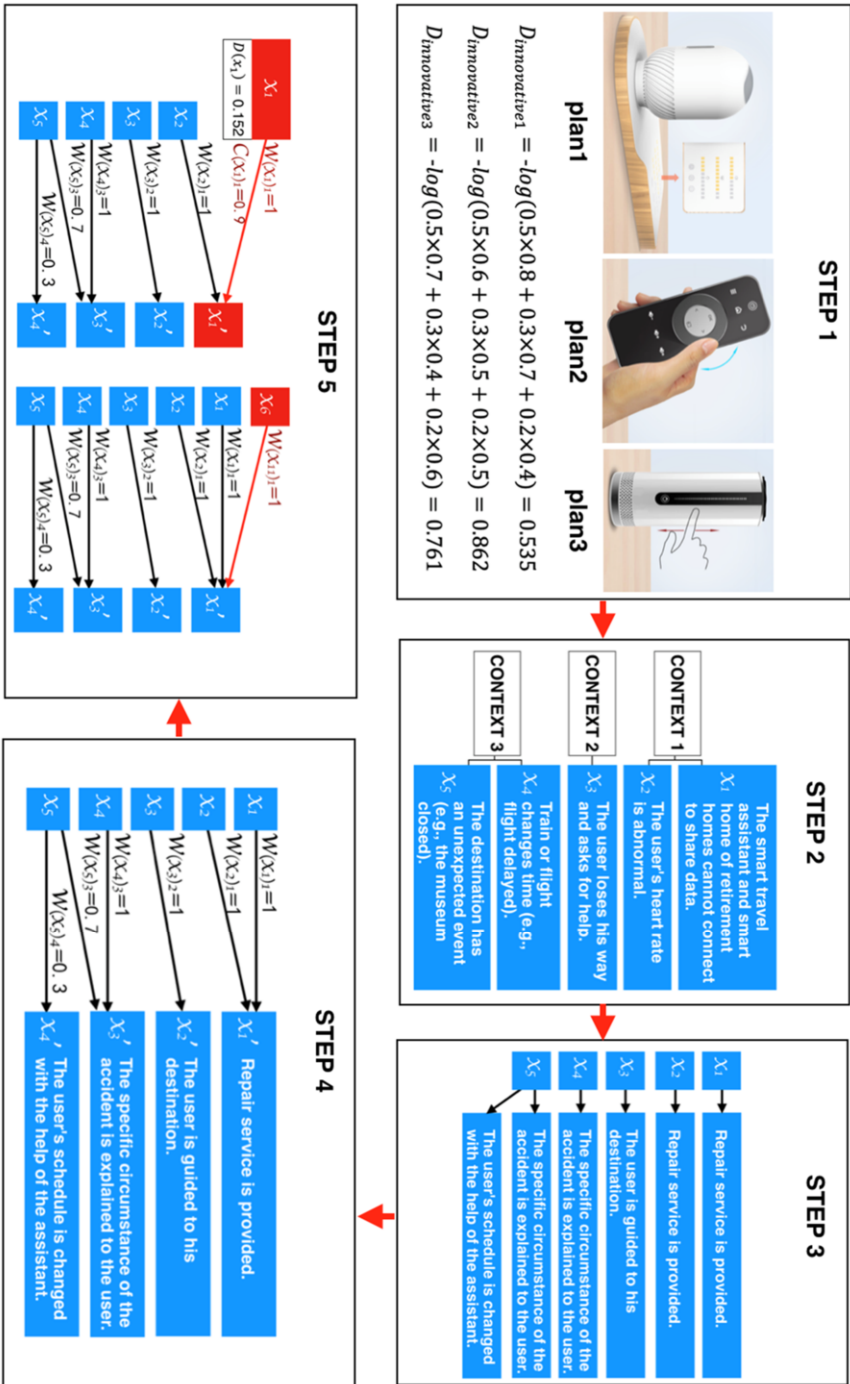 STEP 1
plan1
plan2
plan3
D_innovative1 = -log(0.5×0.8 + 0.3×0.7 + 0.2×0.4) = 0.535
D_innovative2 = -log(0.5×0.6 + 0.3×0.5 + 0.2×0.5) = 0.862
D_innovative3 = -log(0.5×0.7 + 0.3×0.4 + 0.2×0.6) = 0.761
STEP 2
CONTEXT 1
x₁ The smart travel
assistant and smart
home of retirement
homes cannot connect
to share data.
x₂ The user's heart rate
is abnormal.
CONTEXT 2
x₃ The user loses his way
and asks for help.
CONTEXT 3
x₄ Train or flight
changes time (e.g.,
flight delayed).
x₅ The destination has
an unexpected event
(e.g., the museum
closed).
STEP 3
x₁ Repair service is provided.
x₂ Repair service is provided.
x₃ The user is guided to his
destination.
x₄ The specific circumstance of the
accident is explained to the user.
x₅ The specific circumstance of the
accident is explained to the user.
The user's schedule is changed
with the help of the assistant.
STEP 4
x₁
W(x₁)₁=1
x₂
W(x₂)₁=1
x₃
W(x₃)₂=1
x₄
W(x₄)₃=1
W(x₅)₃=0.7
x₅
W(x₅)₄=0.3
x₁′ Repair service is provided.
x₂′ The user is guided to his
destination.
x₃′ The specific circumstance of the
accident is explained to the user.
x₄′ The user's schedule is changed
with the help of the assistant.
STEP 5
x₁
D(x₁) = 0.152
W(x₁)₁=1
C(x₁)₁=0.9
x₂
W(x₂)₁=1
x₃
W(x₃)₂=1
x₄
W(x₄)₃=1
W(x₅)₃=0.7
x₅
W(x₅)₄=0.3
x₁′
x₂′
x₃′
x₄′
x₆
W(x₁₁)₁=1
x₁
W(x₁)₁=1
x₂
W(x₂)₁=1
x₃
W(x₃)₂=1
x₄
W(x₄)₃=1
W(x₅)₃=0.7
x₅
W(x₅)₄=0.3
x₁′
x₂′
x₃′
x₄′